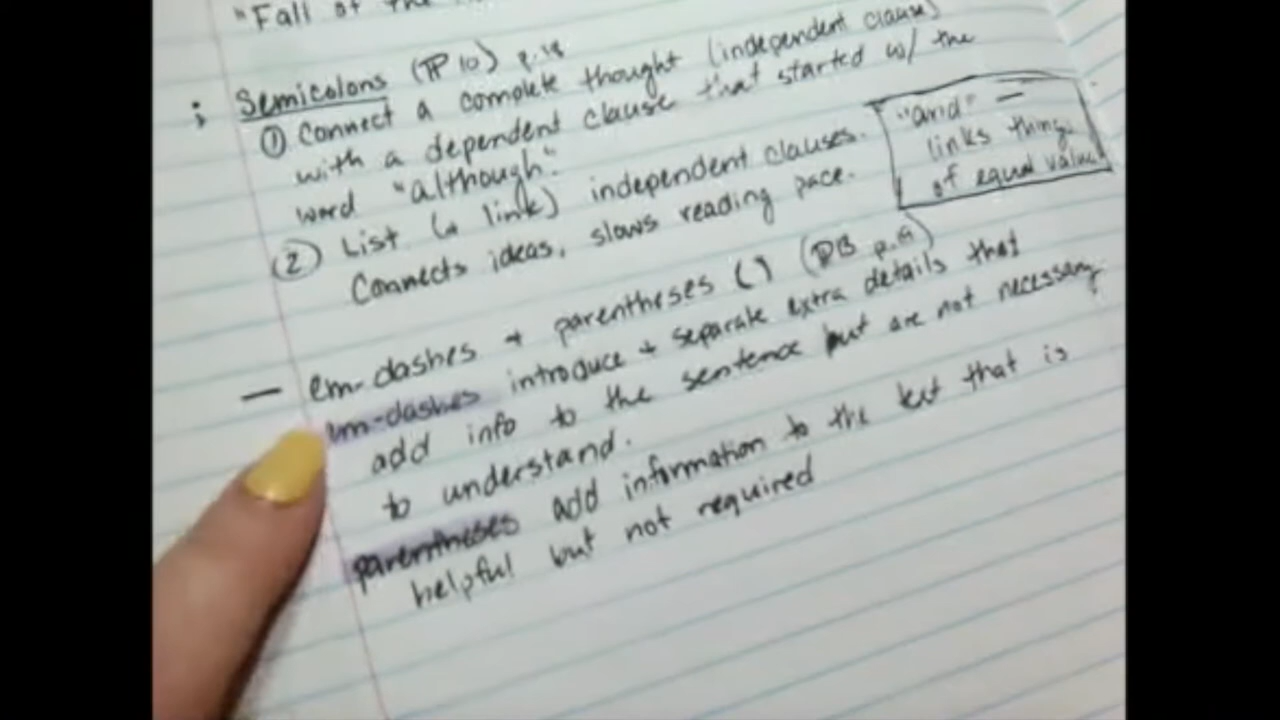 "Fall of the
; Semicolons (TP 10) p.18
① Connect a complete thought (independent clause)
with a dependent clause that started w/ the
word "although".
"and" —
links things
of equal value
② List (+ link) independent clauses.
Connects ideas, slows reading pace.
— em-dashes + parentheses ( ) (DB p.9)
em-dashes introduce + separate extra details that
add info to the sentence but are not necessary
to understand.
parentheses add information to the text that is
helpful but not required